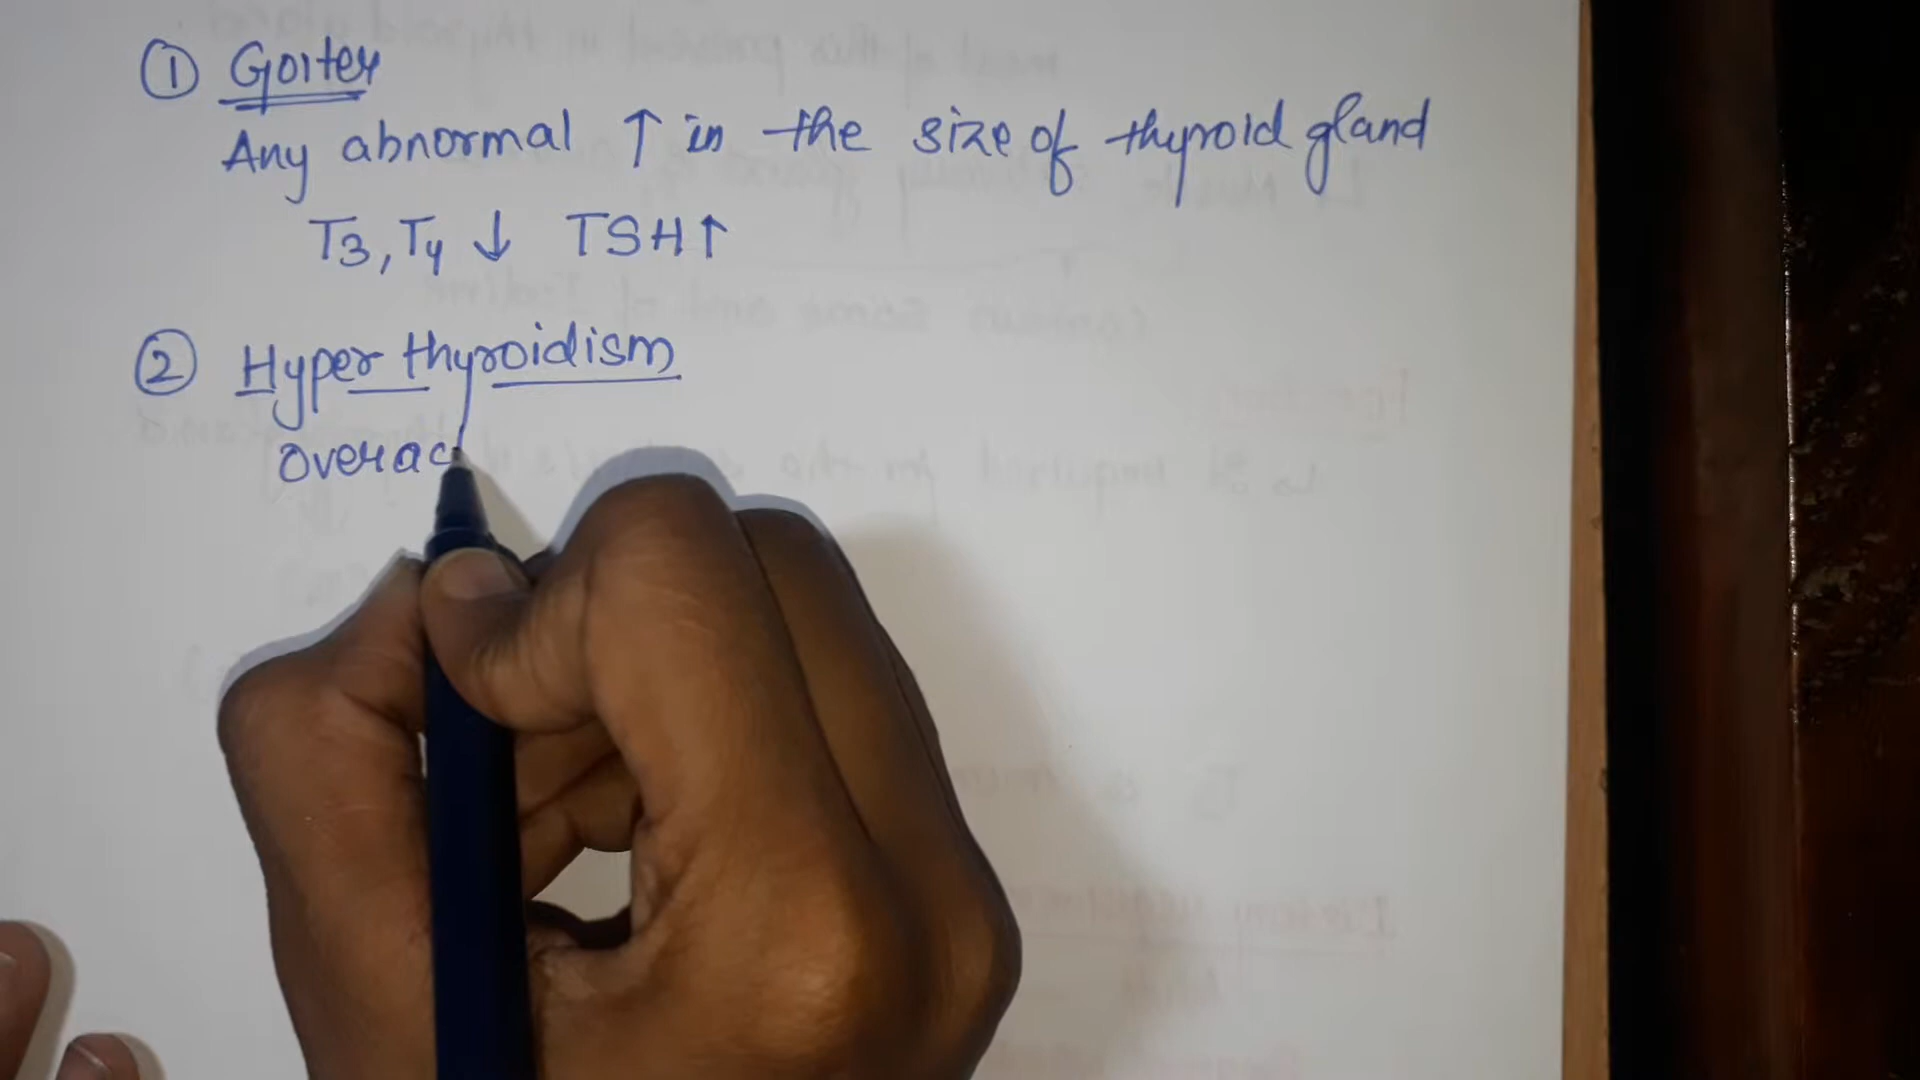 ① Goiter
Any abnormal ↑ in the size of thyroid gland
T3, T4 ↓ TSH↑
② Hyper thyroidism
overac